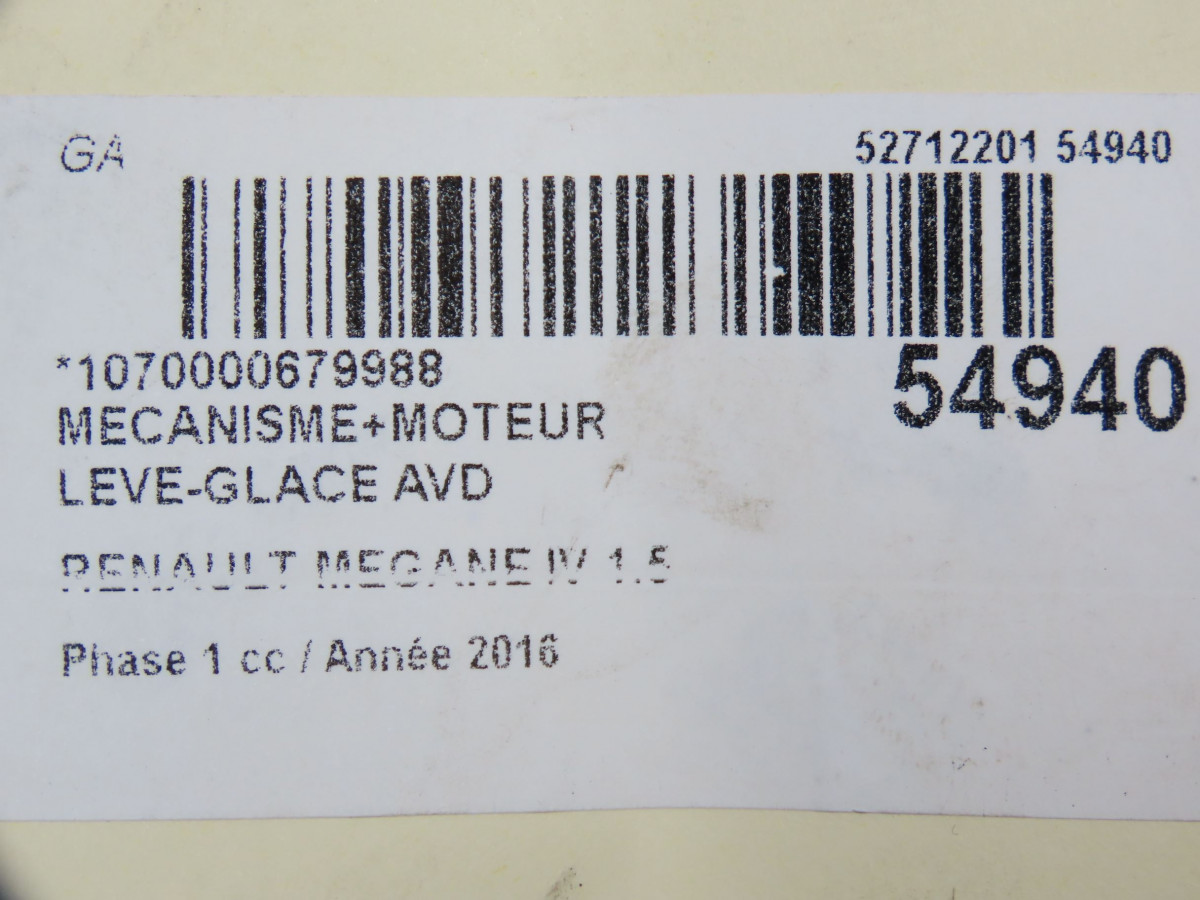 GA
52712201 54940
*1070000679988
54940
MECANISME+MOTEUR
LEVE-GLACE AVD
RENAULT MEGANE IV 1.5
Phase 1 cc / Année 2016